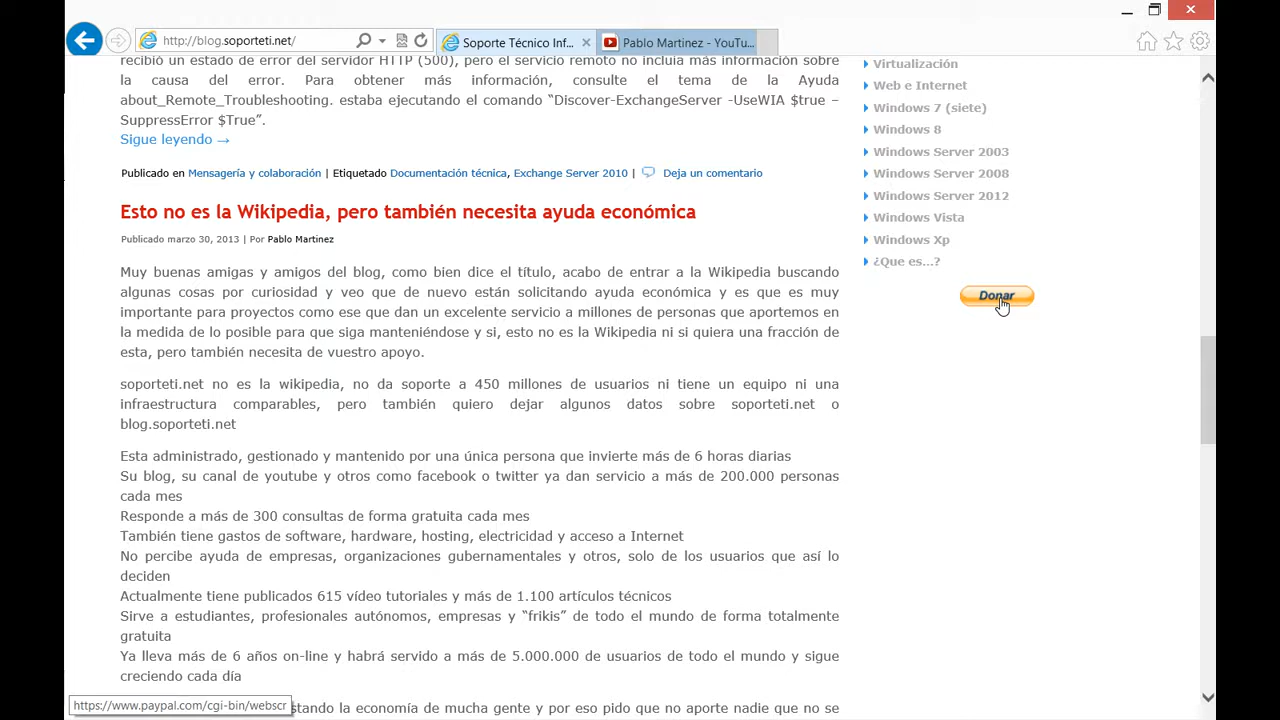 http://blog.soporteti.net/
Soporte Técnico Inf...
Pablo Martinez - YouTu...
recibió un estado de error del servidor HTTP (500), pero el servicio remoto no incluía más información sobre
la causa del error. Para obtener más información, consulte el tema de la Ayuda
about_Remote_Troubleshooting. estaba ejecutando el comando “Discover-ExchangeServer -UseWIA $true –
SuppressError $True”.
Sigue leyendo →
Publicado en Mensagería y colaboración | Etiquetado Documentación técnica, Exchange Server 2010 | Deja un comentario
Esto no es la Wikipedia, pero también necesita ayuda económica
Publicado marzo 30, 2013 | Por Pablo Martinez
Muy buenas amigas y amigos del blog, como bien dice el título, acabo de entrar a la Wikipedia buscando
algunas cosas por curiosidad y veo que de nuevo están solicitando ayuda económica y es que es muy
importante para proyectos como ese que dan un excelente servicio a millones de personas que aportemos en
la medida de lo posible para que siga manteniéndose y si, esto no es la Wikipedia ni si quiera una fracción de
esta, pero también necesita de vuestro apoyo.
soporteti.net no es la wikipedia, no da soporte a 450 millones de usuarios ni tiene un equipo ni una
infraestructura comparables, pero también quiero dejar algunos datos sobre soporteti.net o
blog.soporteti.net
Esta administrado, gestionado y mantenido por una única persona que invierte más de 6 horas diarias
Su blog, su canal de youtube y otros como facebook o twitter ya dan servicio a más de 200.000 personas
cada mes
Responde a más de 300 consultas de forma gratuita cada mes
También tiene gastos de software, hardware, hosting, electricidad y acceso a Internet
No percibe ayuda de empresas, organizaciones gubernamentales y otros, solo de los usuarios que así lo
deciden
Actualmente tiene publicados 615 vídeo tutoriales y más de 1.100 artículos técnicos
Sirve a estudiantes, profesionales autónomos, empresas y “frikis” de todo el mundo de forma totalmente
gratuita
Ya lleva más de 6 años on-line y habrá servido a más de 5.000.000 de usuarios de todo el mundo y sigue
creciendo cada día
stando la economía de mucha gente y por eso pido que no aporte nadie que no se
https://www.paypal.com/cgi-bin/webscr
Virtualización
Web e Internet
Windows 7 (siete)
Windows 8
Windows Server 2003
Windows Server 2008
Windows Server 2012
Windows Vista
Windows Xp
¿Que es...?
Donar